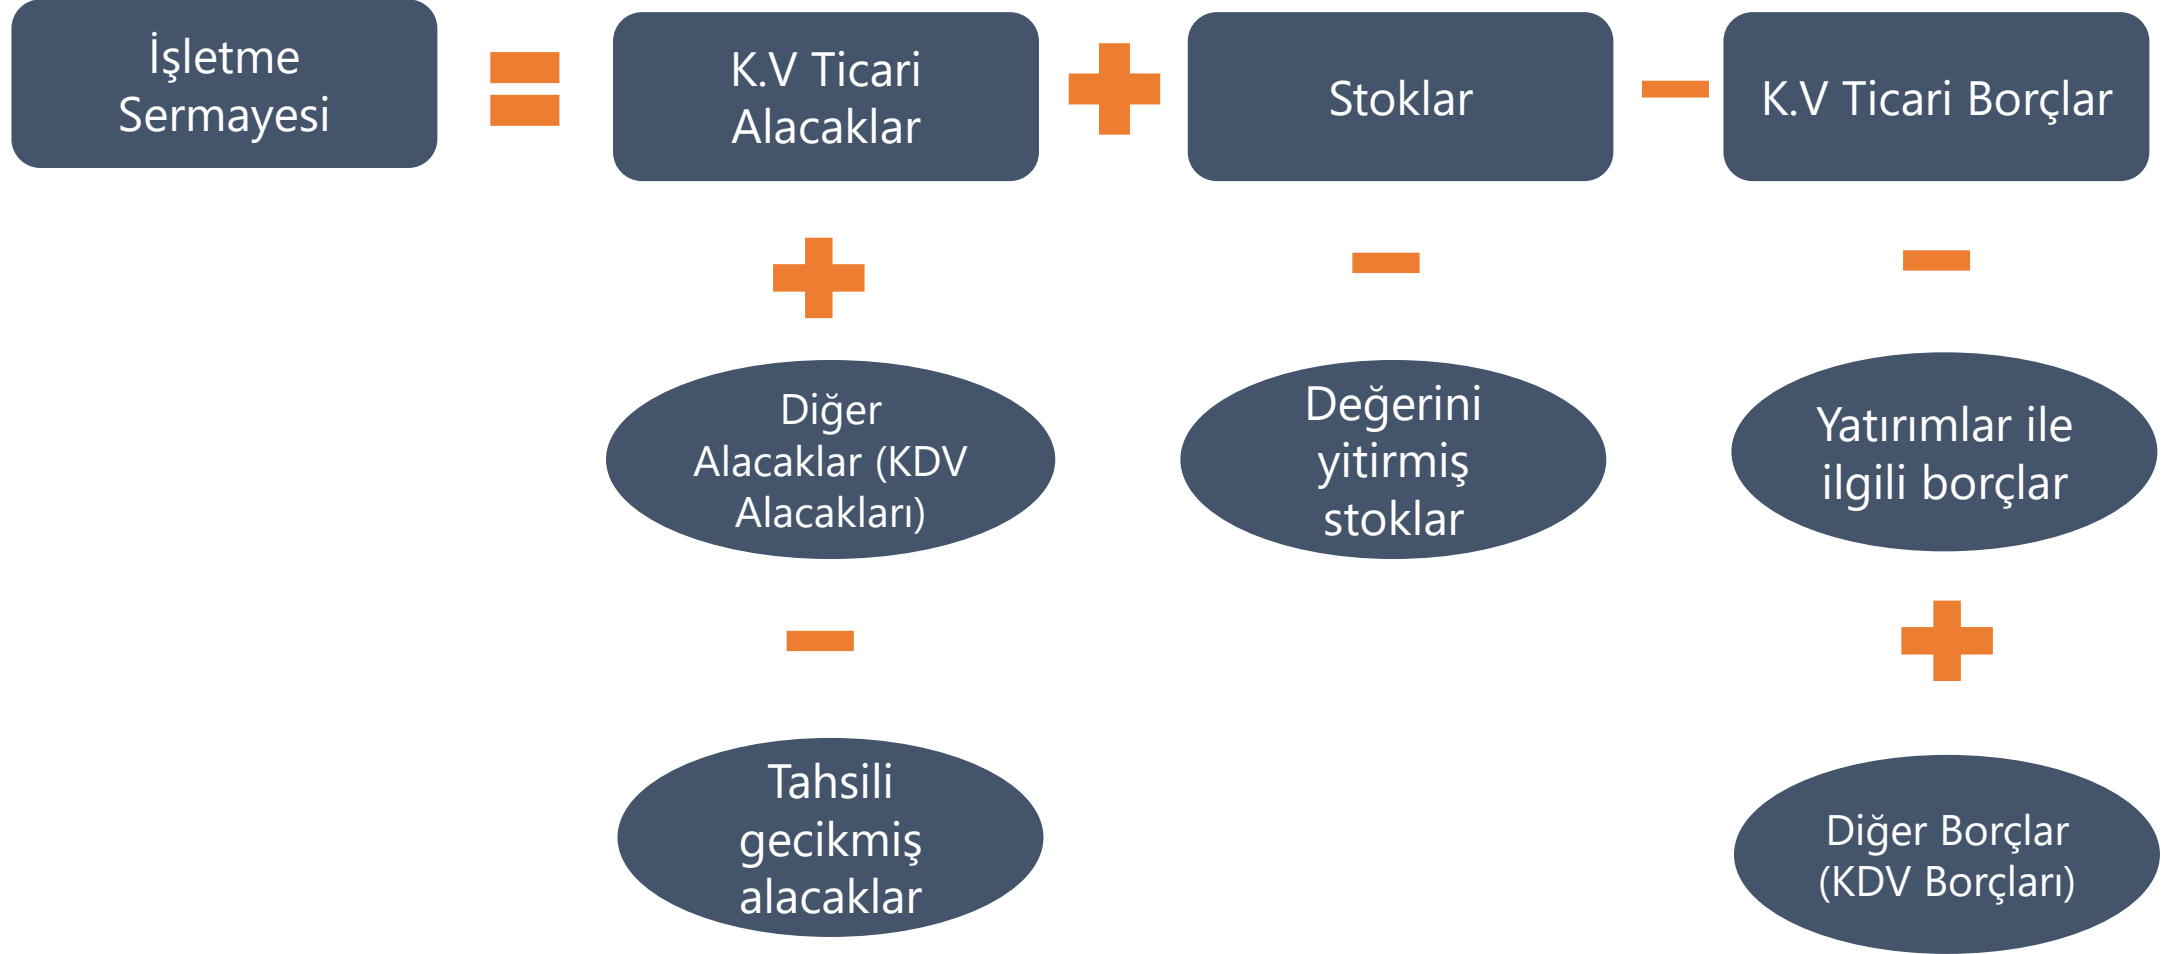 İşletme
Sermayesi
K.V Ticari
Alacaklar
Stoklar
K.V Ticari Borçlar
Diğer
Alacaklar (KDV
Alacakları)
Değerini
yitirmiş
stoklar
Yatırımlar ile
ilgili borçlar
Tahsili
gecikmiş
alacaklar
Diğer Borçlar
(KDV Borçları)